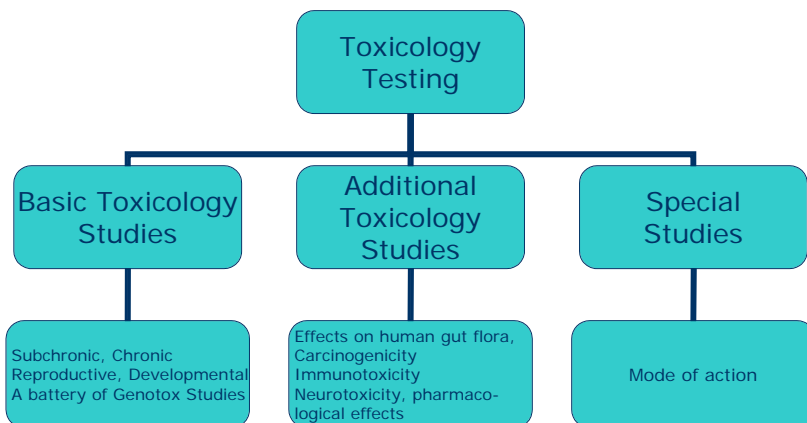 Toxicology
Testing
Basic Toxicology
Studies
Additional
Toxicology
Studies
Special
Studies
Subchronic, Chronic
Reproductive, Developmental
A battery of Genotox Studies
Effects on human gut flora,
Carcinogenicity
Immunotoxicity
Neurotoxicity, pharmaco-
logical effects
Mode of action